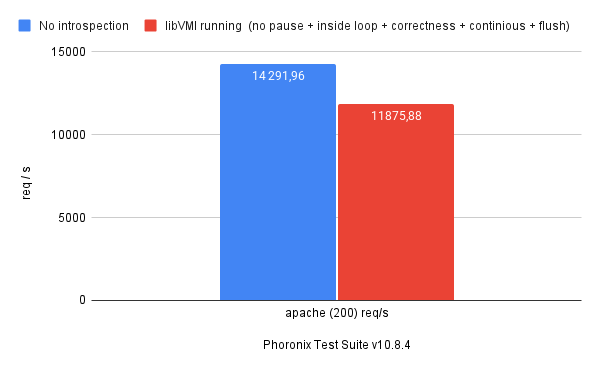 No introspection
libVMI running (no pause + inside loop + correctness + continious + flush)
15000
14 291,96
11875,88
10000
req / s
5000
0
apache (200) req/s
Phoronix Test Suite v10.8.4